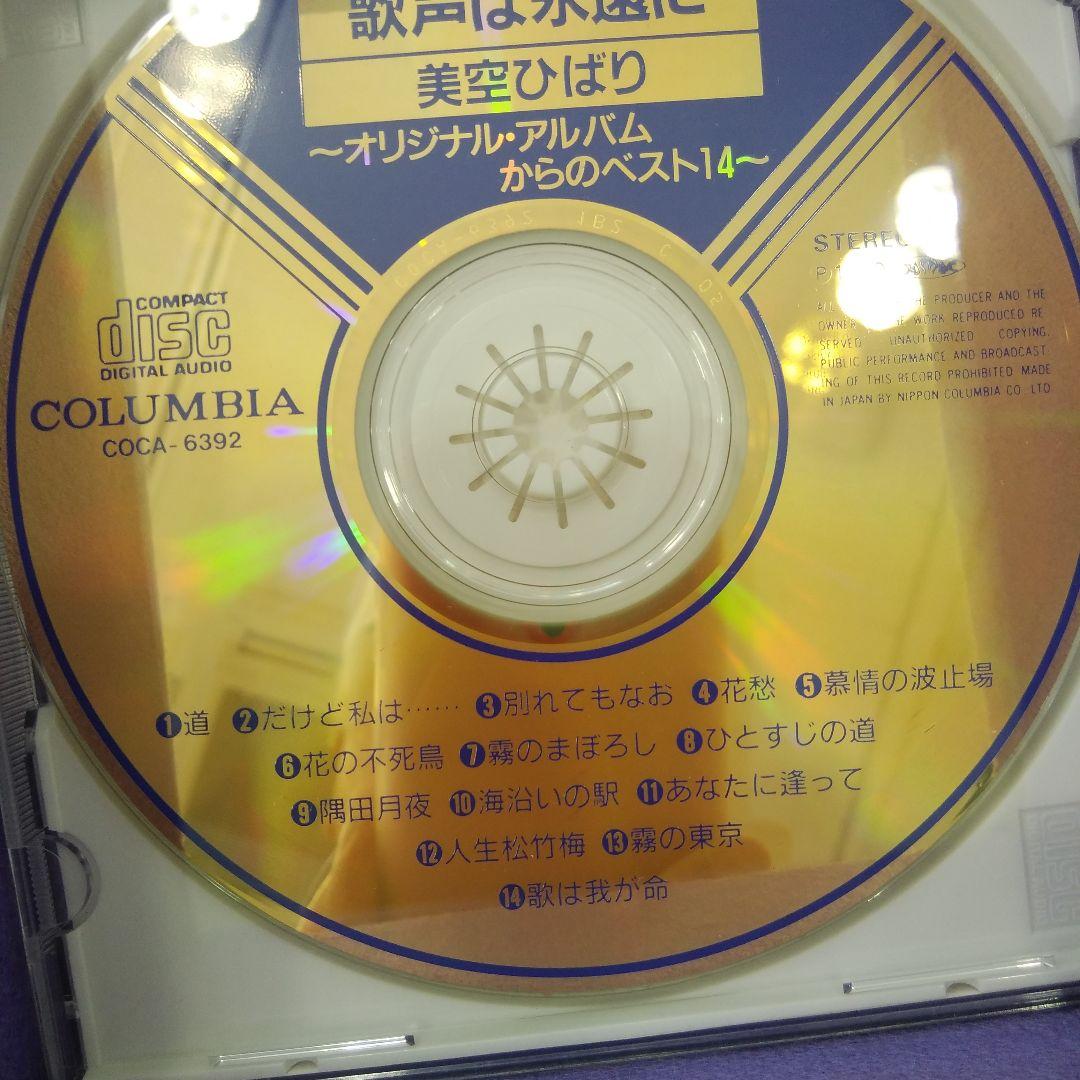 歌声は永遠に
美空ひばり
〜オリジナル・アルバム
からのベスト14〜
COMPACT
disc
DIGITAL AUDIO
COLUMBIA
COCA-6392
STEREO
THE PRODUCER AND THE
OWNER WORK REPRODUCED RE
SERVED UNAUTHORIZED COPYING,
PUBLIC PERFORMANCE AND BROADCAST
ING OF THIS RECORD PROHIBITED MADE
IN JAPAN BY NIPPON COLUMBIA CO LTD
❶道 ❷だけど私は…… ❸別れてもなお ❹花愁 ❺慕情の波止場
❻花の不死鳥 ❼霧のまぼろし ❽ひとすじの道
❾隅田月夜 ❿海沿いの駅 ⓫あなたに逢って
⓬人生松竹梅 ⓭霧の東京
⓮歌は我が命